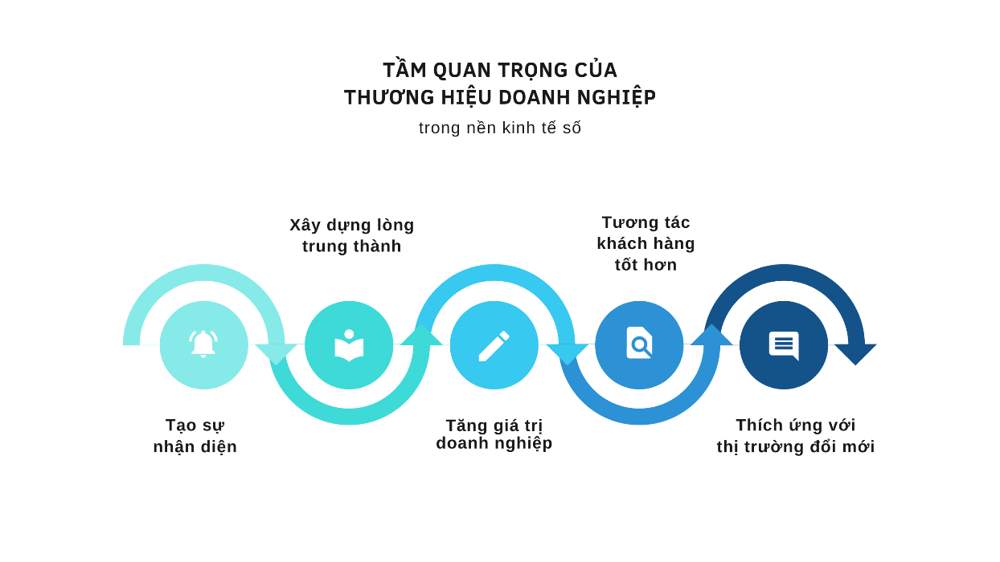 TẦM QUAN TRỌNG CỦA
THƯƠNG HIỆU DOANH NGHIỆP
trong nền kinh tế số
Xây dựng lòng
trung thành
Tương tác
khách hàng
tốt hơn
Tạo sự
nhận diện
Tăng giá trị
doanh nghiệp
Thích ứng với
thị trường đổi mới